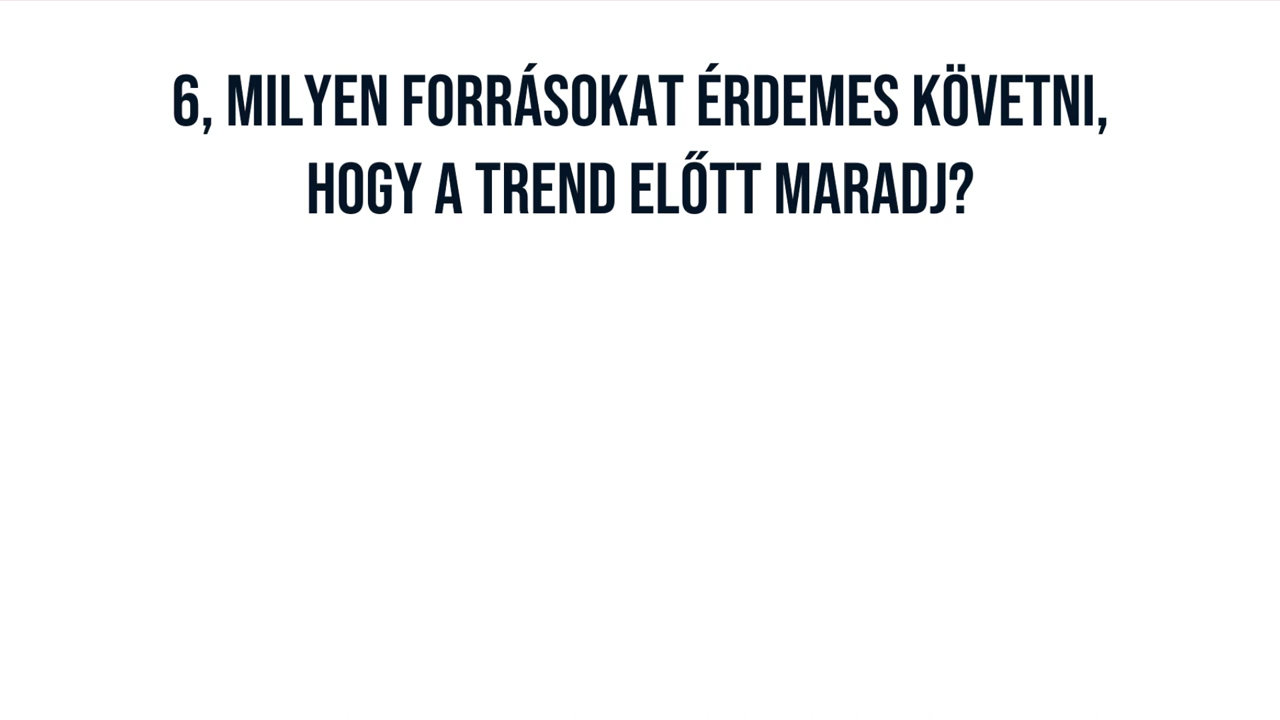 6, MILYEN FORRÁSOKAT ÉRDEMES KÖVETNI,
HOGY A TREND ELŐTT MARADJ?